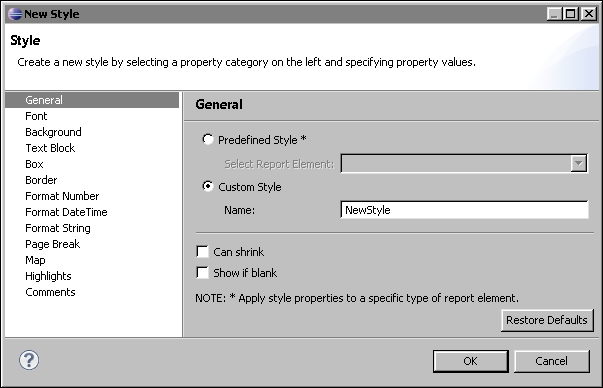 New Style
Style
Create a new style by selecting a property category on the left and specifying property values.
General
Font
Background
Text Block
Box
Border
Format Number
Format DateTime
Format String
Page Break
Map
Highlights
Comments
General
Predefined Style *
Select Report Element:
Custom Style
Name: NewStyle
Can shrink
Show if blank
NOTE: * Apply style properties to a specific type of report element.
Restore Defaults
?
OK Cancel